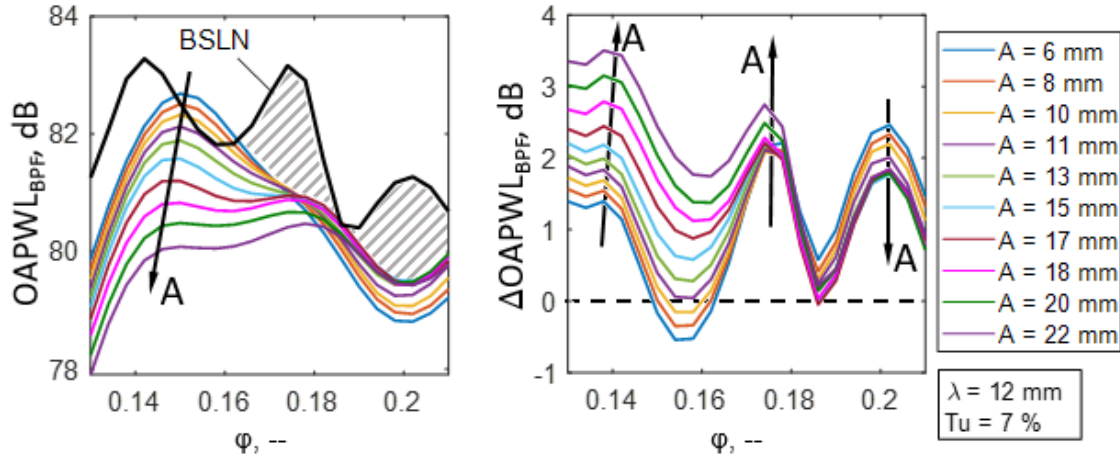 84
82
80
78
OAPWL_BPF, dB
BSLN
A
0.14 0.16 0.18 0.2
φ, --
4
3
2
1
0
-1
ΔOAPWL_BPF, dB
A
A
A
0.14 0.16 0.18 0.2
φ, --
A = 6 mm
A = 8 mm
A = 10 mm
A = 11 mm
A = 13 mm
A = 15 mm
A = 17 mm
A = 18 mm
A = 20 mm
A = 22 mm
λ = 12 mm
Tu = 7 %